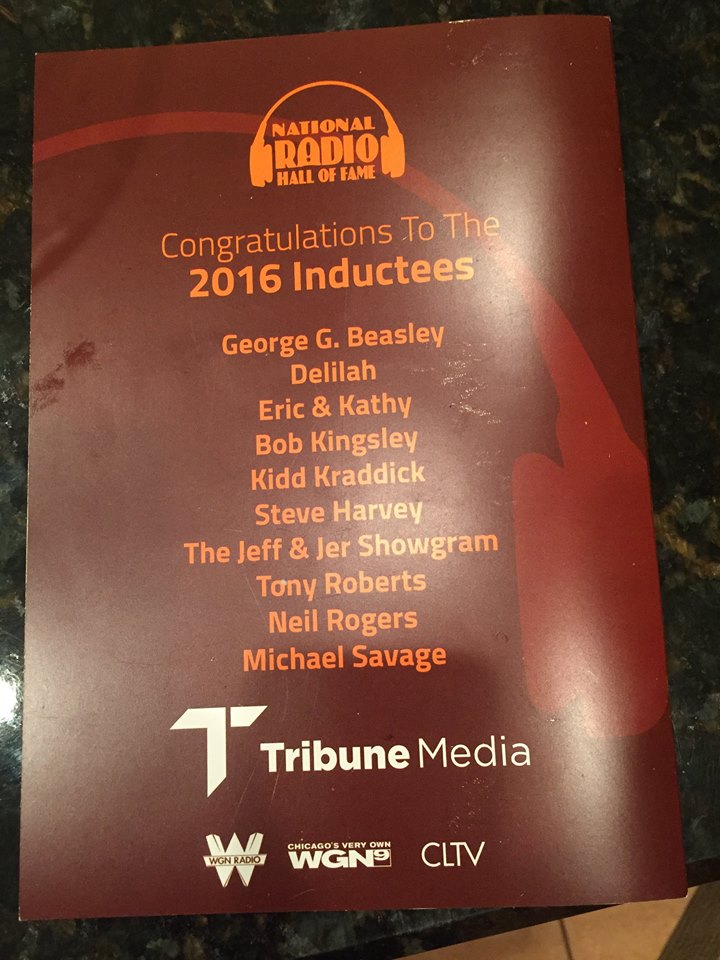 NATIONAL
RADIO
HALL OF FAME
Congratulations To The
2016 Inductees
George G. Beasley
Delilah
Eric & Kathy
Bob Kingsley
Kidd Kraddick
Steve Harvey
The Jeff & Jer Showgram
Tony Roberts
Neil Rogers
Michael Savage
T Tribune Media
W
WGN RADIO
CHICAGO'S VERY OWN
WGN9
CLTV